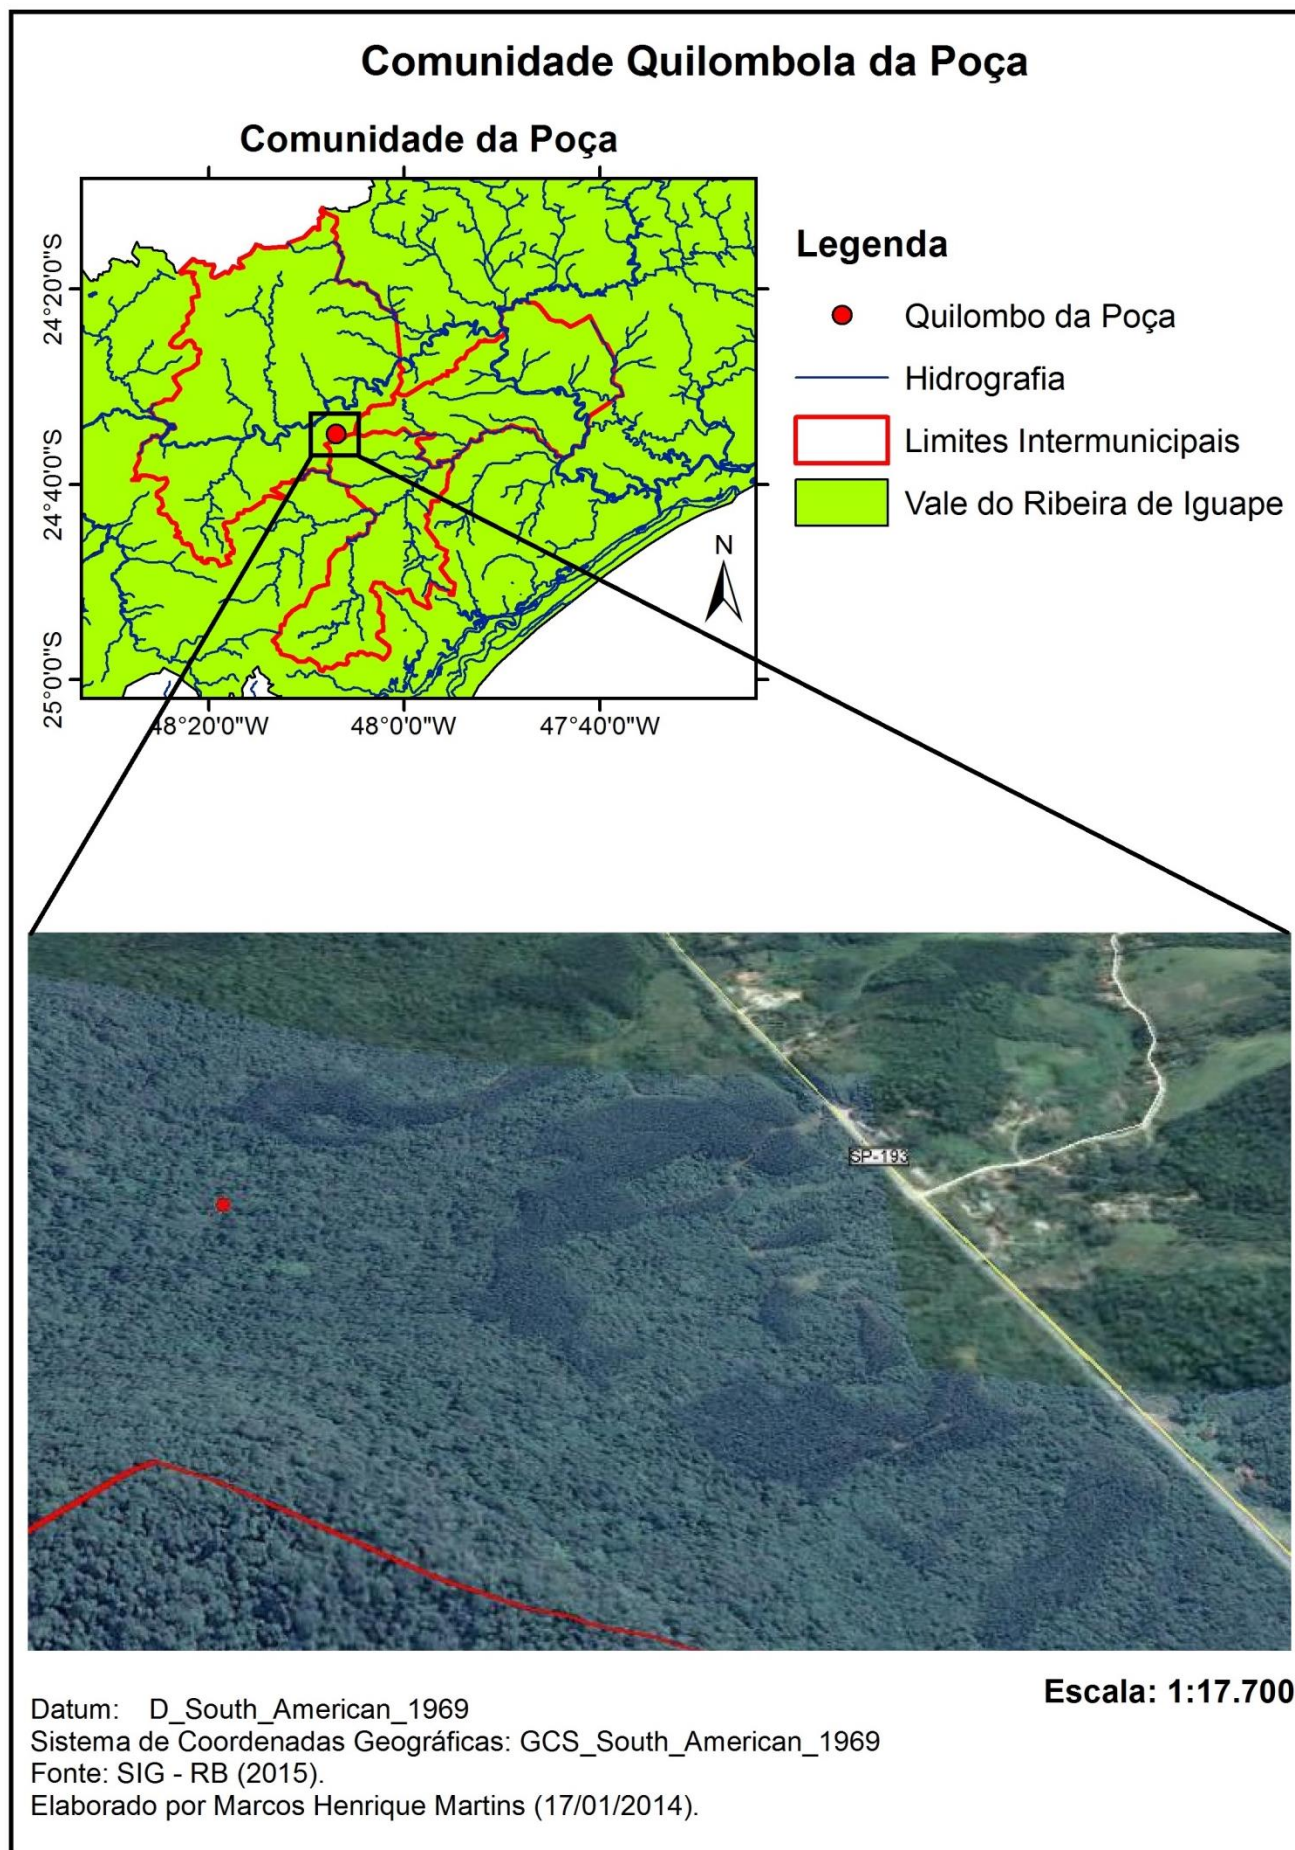 Comunidade Quilombola da Poça
Comunidade da Poça
24°20'0"S
24°40'0"S
25°0'0"S
48°20'0"W
48°0'0"W
47°40'0"W
N
Legenda
Quilombo da Poça
Hidrografia
Limites Intermunicipais
Vale do Ribeira de Iguape
SP-193
Escala: 1:17.700
Datum: D_South_American_1969
Sistema de Coordenadas Geográficas: GCS_South_American_1969
Fonte: SIG - RB (2015).
Elaborado por Marcos Henrique Martins (17/01/2014).